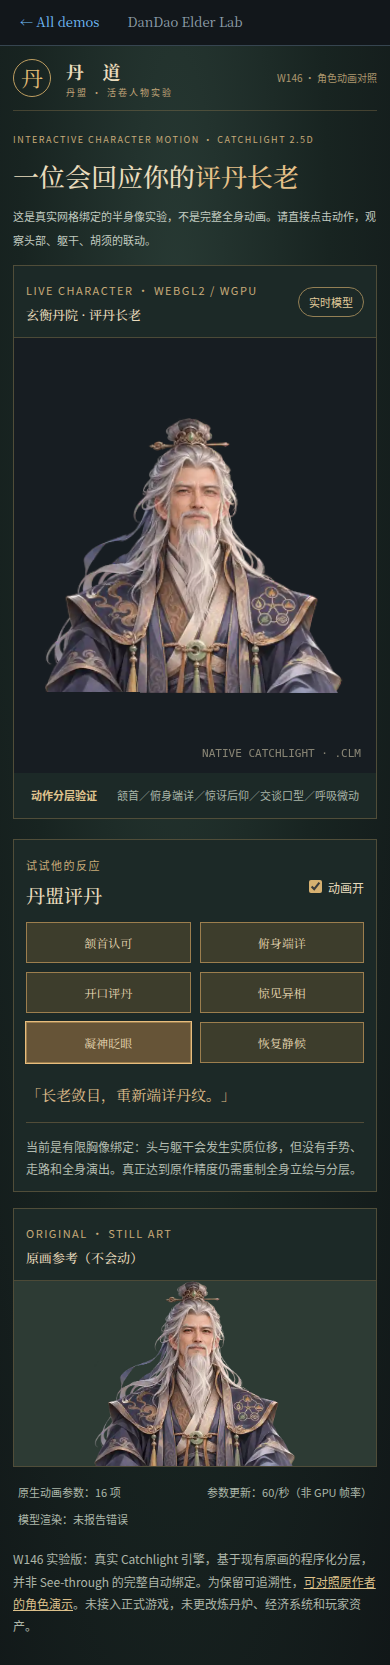 ← All demos DanDao Elder Lab
丹 丹 道
丹盟 · 活卷人物实验
W146 · 角色动画对照
INTERACTIVE CHARACTER MOTION · CATCHLIGHT 2.5D
一位会回应你的评丹长老
这是真实网格绑定的半身像实验，不是完整全身动画。请直接点击动作，观
察头部、躯干、胡须的联动。
LIVE CHARACTER · WEBGL2 / WGPU
玄衡丹院 · 评丹长老
实时模型
NATIVE CATCHLIGHT · .CLM
动作分层验证 颔首／俯身端详／惊讶后仰／交谈口型／呼吸微动
试试他的反应
丹盟评丹
动画开
颔首认可 俯身端详
开口评丹 惊见异相
凝神眨眼 恢复静候
「长老敛目，重新端详丹纹。」
当前是有限胸像绑定：头与躯干会发生实质位移，但没有手势、
走路和全身演出。真正达到原作精度仍需重制全身立绘与分层。
ORIGINAL · STILL ART
原画参考（不会动）
原生动画参数：16 项 参数更新：60/秒（非 GPU 帧率）
模型渲染：未报告错误
W146 实验版：真实 Catchlight 引擎，基于现有原画的程序化分层，
并非 See-through 的完整自动绑定。为保留可追溯性，可对照原作者
的角色演示。未接入正式游戏，未更改炼丹炉、经济系统和玩家资
产。